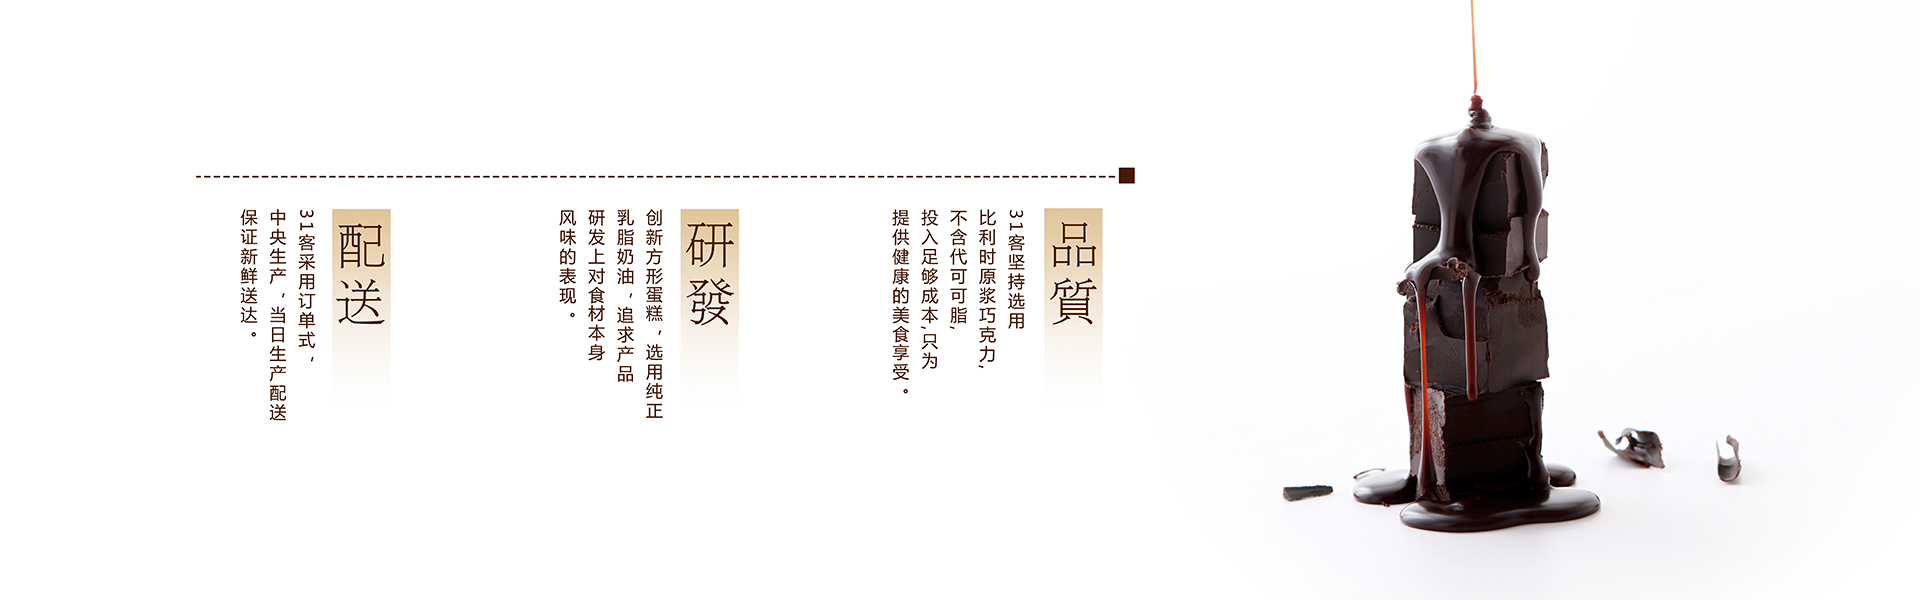 品質
31客坚持选用
比利时原浆巧克力,
不含代可可脂,
投入足够成本,只为
提供健康的美食享受。
研發
创新方形蛋糕，选用纯正
乳脂奶油，追求产品
研发上对食材本身
风味的表现。
配送
31客采用订单式，
中央生产，当日生产配送
保证新鲜送达。